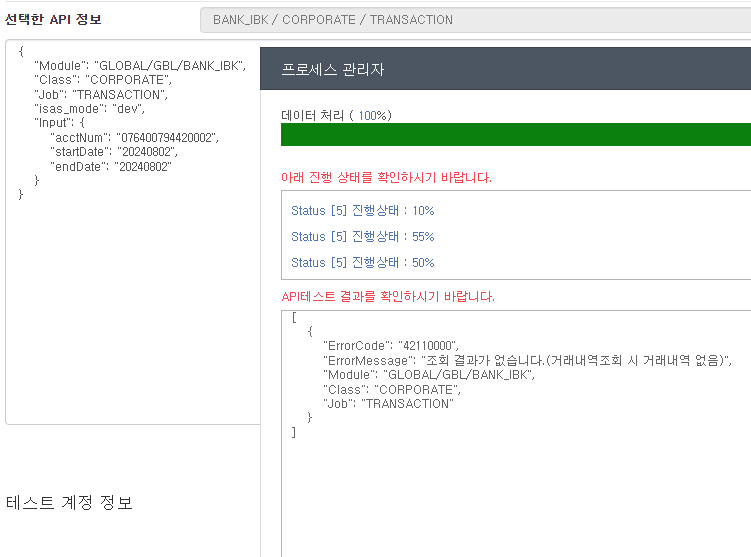 선택한 API 정보
BANK_IBK / CORPORATE / TRANSACTION
{
"Module": "GLOBAL/GBL/BANK_IBK",
"Class": "CORPORATE",
"Job": "TRANSACTION",
"isas_mode": "dev",
"Input": {
"acctNum": "076400794420002",
"startDate": "20240802",
"endDate": "20240802"
}
}
프로세스 관리자
데이터 처리 ( 100%)
아래 진행 상태를 확인하시기 바랍니다.
Status [5] 진행상태 : 10%
Status [5] 진행상태 : 55%
Status [5] 진행상태 : 50%
API테스트 결과를 확인하시기 바랍니다.
[
{
"ErrorCode": "42110000",
"ErrorMessage": "조회 결과가 없습니다.(거래내역조회 시 거래내역 없음)",
"Module": "GLOBAL/GBL/BANK_IBK",
"Class": "CORPORATE",
"Job": "TRANSACTION"
}
]
테스트 계정 정보